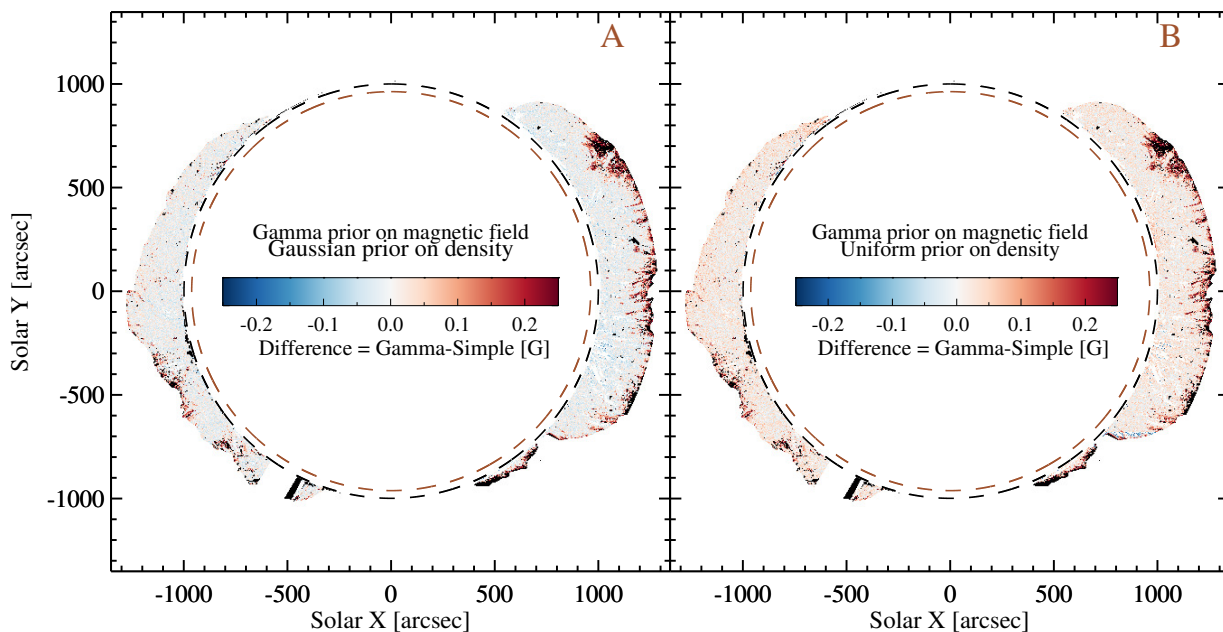 A
B
1000
500
0
-500
-1000
Solar Y [arcsec]
Gamma prior on magnetic field
Gaussian prior on density
-0.2 -0.1 0.0 0.1 0.2
Difference = Gamma-Simple [G]
Gamma prior on magnetic field
Uniform prior on density
-0.2 -0.1 0.0 0.1 0.2
Difference = Gamma-Simple [G]
-1000 -500 0 500 1000
-1000 -500 0 500 1000
Solar X [arcsec]
Solar X [arcsec]